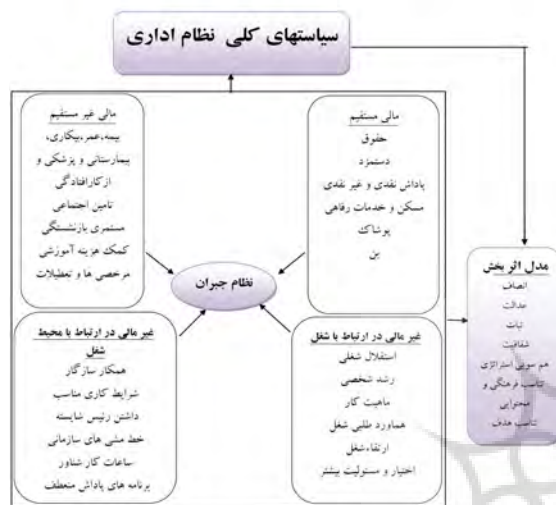 سیاستهای کلی نظام اداری
مالی مستقیم
حقوق
دستمزد
پاداش نقدی و غیر نقدی
مسکن و خدمات رفاهی
پوشاک
بن
مالی غیر مستقیم
بیمه،عمر،بیکاری،
بیمارستانی و پزشکی و
ازکارافتادگی
تامین اجتماعی
مستمری بازنشستگی
کمک هزینه آموزشی
مرخصی ها و تعطیلات
نظام جبران
غیر مالی در ارتباط با شغل
استقلال شغلی
رشد شخصی
ماهیت کار
هماورد طلبی شغل
ارتقاءشغل
اختیار و مسئولیت بیشتر
غیر مالی در ارتباط با محیط
شغل
همکار سازگار
شرایط کاری مناسب
داشتن رئیس شایسته
خط مشی های سازمانی
ساعات کار شناور
برنامه های پاداش منعطف
مدل اثر بخش
انصاف
عدالت
ثبات
شفافیت
هم سویی استراتژی
تناسب فرهنگی و
محتوایی
تناسب هدف